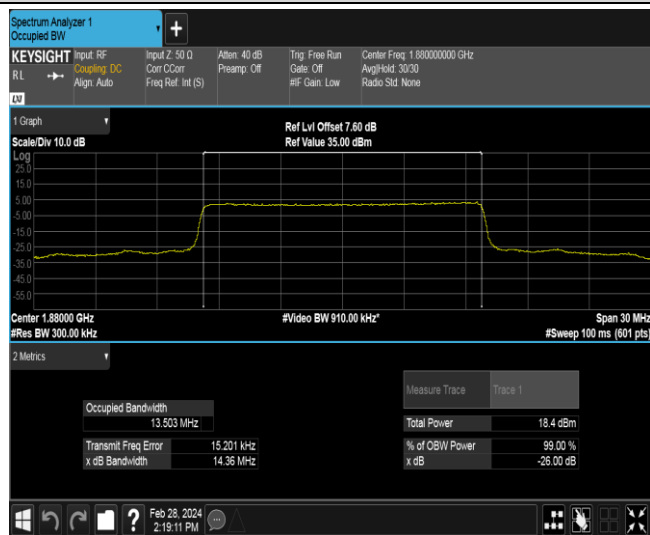 Spectrum Analyzer 1
Occupied BW
+
KEYSIGHT Input: RF Input Z: 50 Ω Atten: 40 dB Trig: Free Run Center Freq: 1.880000000 GHz
RL Coupling: DC Corr CCorr Preamp: Off Gate: Off Avg|Hold: 30/30
Align: Auto Freq Ref: Int (S) #IF Gain: Low Radio Std: None
LXI
1 Graph
Ref Lvl Offset 7.60 dB
Scale/Div 10.0 dB Ref Value 35.00 dBm
Log
25.0
15.0
5.00
-5.00
-15.0
-25.0
-35.0
-45.0
-55.0
Center 1.88000 GHz #Video BW 910.00 kHz* Span 30 MHz
#Res BW 300.00 kHz #Sweep 100 ms (601 pts)
2 Metrics
Measure Trace Trace 1
Occupied Bandwidth
13.503 MHz Total Power 18.4 dBm
Transmit Freq Error 15.201 kHz % of OBW Power 99.00 %
x dB Bandwidth 14.36 MHz x dB -26.00 dB
? Feb 28, 2024
2:19:11 PM